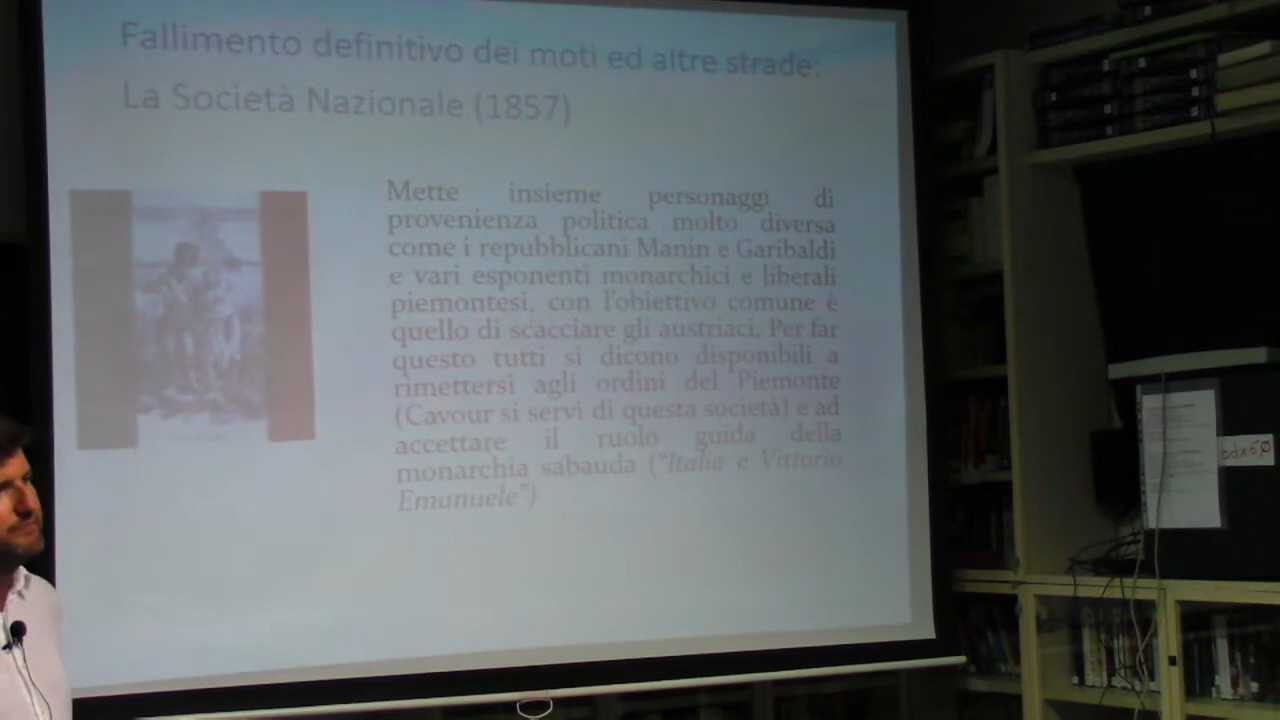 Fallimento definitivo dei moti ed altre strade:
La Società Nazionale (1857)
Mette insieme personaggi di
provenienza politica molto diversa
come i repubblicani Manin e Garibaldi
e vari esponenti monarchici e liberali
piemontesi, con l'obiettivo comune è
quello di scacciare gli austriaci. Per far
questo tutti si dicono disponibili a
rimettersi agli ordini del Piemonte
(Cavour si servì di questa società) e ad
accettare il ruolo guida della
monarchia sabauda ("Italia e Vittorio
Emanuele")